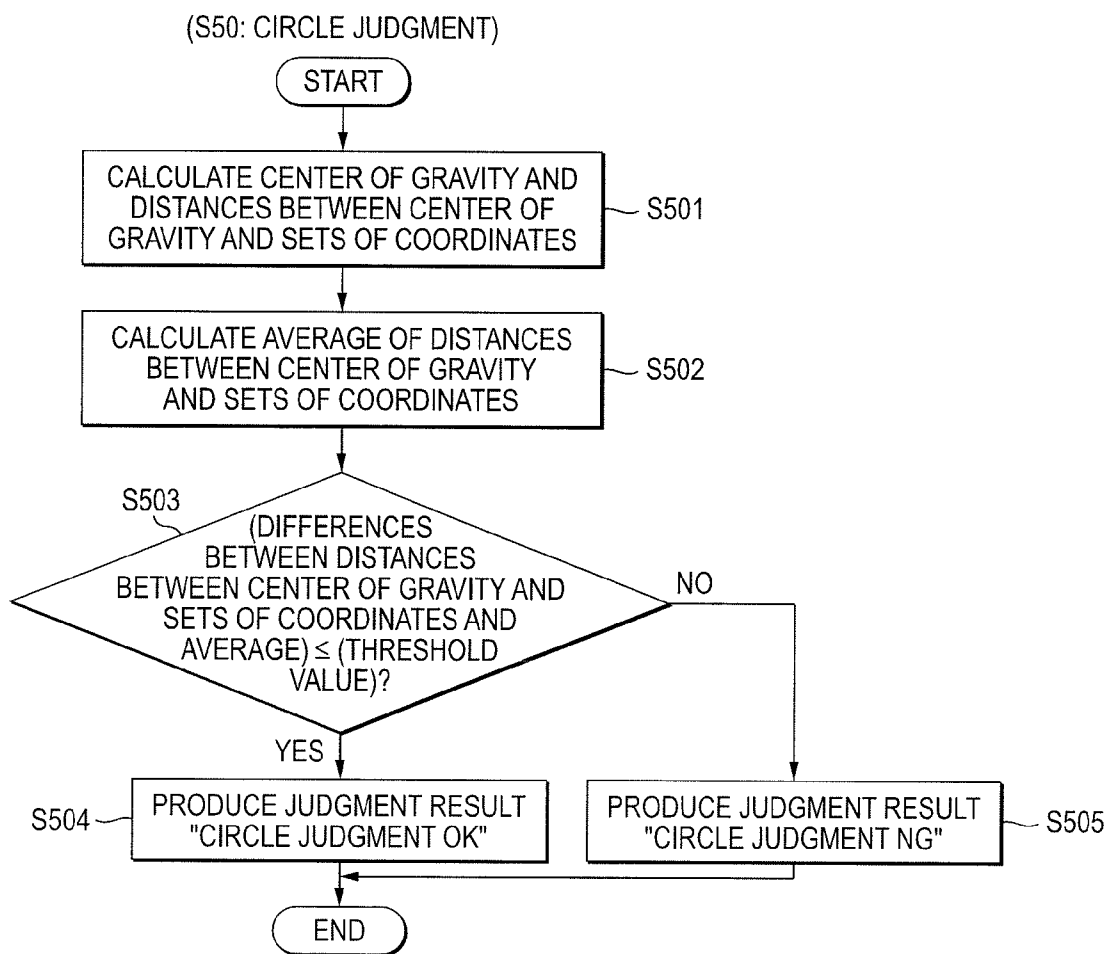 (S50: CIRCLE JUDGMENT)
START
CALCULATE CENTER OF GRAVITY AND
DISTANCES BETWEEN CENTER OF
GRAVITY AND SETS OF COORDINATES
S501
CALCULATE AVERAGE OF DISTANCES
BETWEEN CENTER OF GRAVITY
AND SETS OF COORDINATES
S502
S503
(DIFFERENCES
BETWEEN DISTANCES
BETWEEN CENTER OF GRAVITY AND
SETS OF COORDINATES AND
AVERAGE) ≤ (THRESHOLD
VALUE)?
NO
YES
S504
PRODUCE JUDGMENT RESULT
"CIRCLE JUDGMENT OK"
PRODUCE JUDGMENT RESULT
"CIRCLE JUDGMENT NG"
S505
END